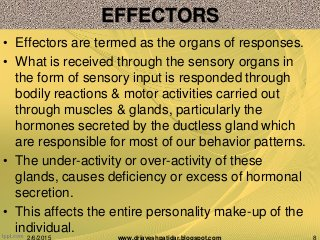 EFFECTORS
• Effectors are termed as the organs of responses.
• What is received through the sensory organs in
the form of sensory input is responded through
bodily reactions & motor activities carried out
through muscles & glands, particularly the
hormones secreted by the ductless gland which
are responsible for most of our behavior patterns.
• The under-activity or over-activity of these
glands, causes deficiency or excess of hormonal
secretion.
• This affects the entire personality make-up of the
individual.
2/6/2015 www.drjayeshpatidar.blogspot.com 8